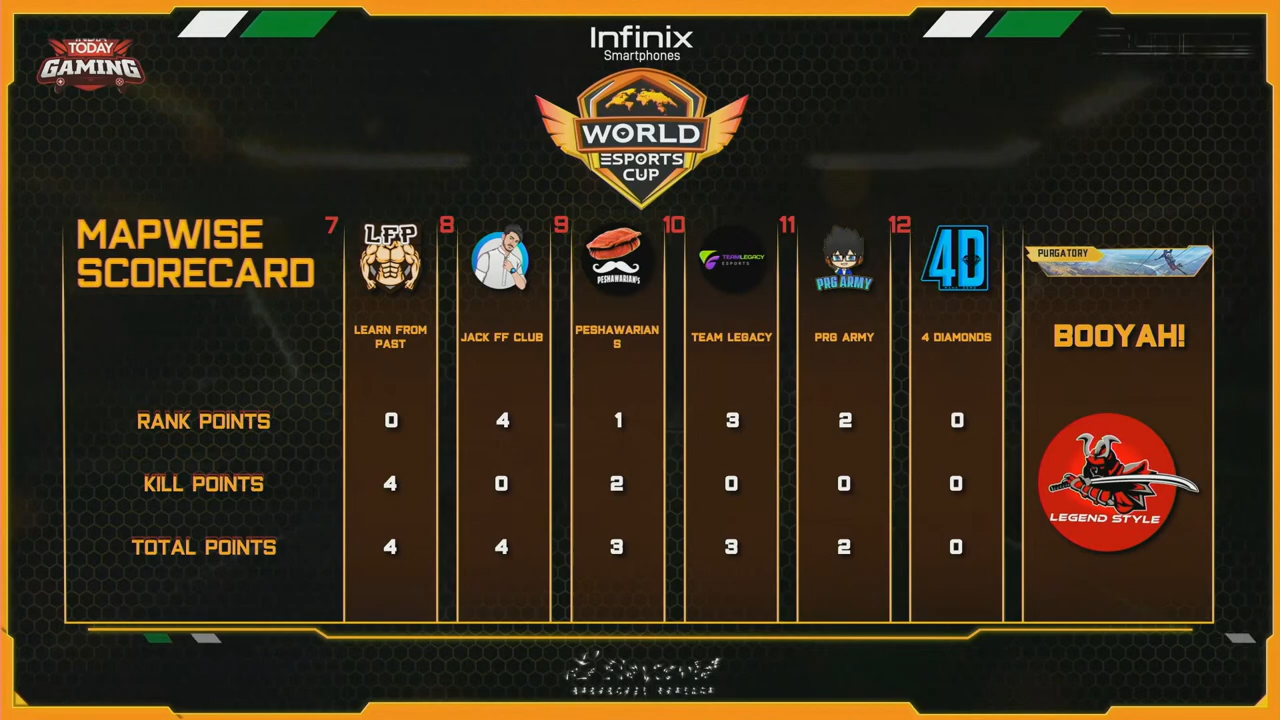 INDIA
TODAY
GAMING
Infinix
Smartphones
WORLD
ESPORTS
CUP
MAPWISE
SCORECARD
7
8
9
10
11
12
LFP
PESHAWARIAN's
TEAMLEGACY
ESPORTS
PRG ARMY
4D
PURGATORY
LEARN FROM
PAST
JACK FF CLUB
PESHAWARIAN
S
TEAM LEGACY
PRG ARMY
4 DIAMONDS
BOOYAH!
RANK POINTS 0 4 1 3 2 0
KILL POINTS 4 0 2 0 0 0
TOTAL POINTS 4 4 3 3 2 0
LEGEND STYLE